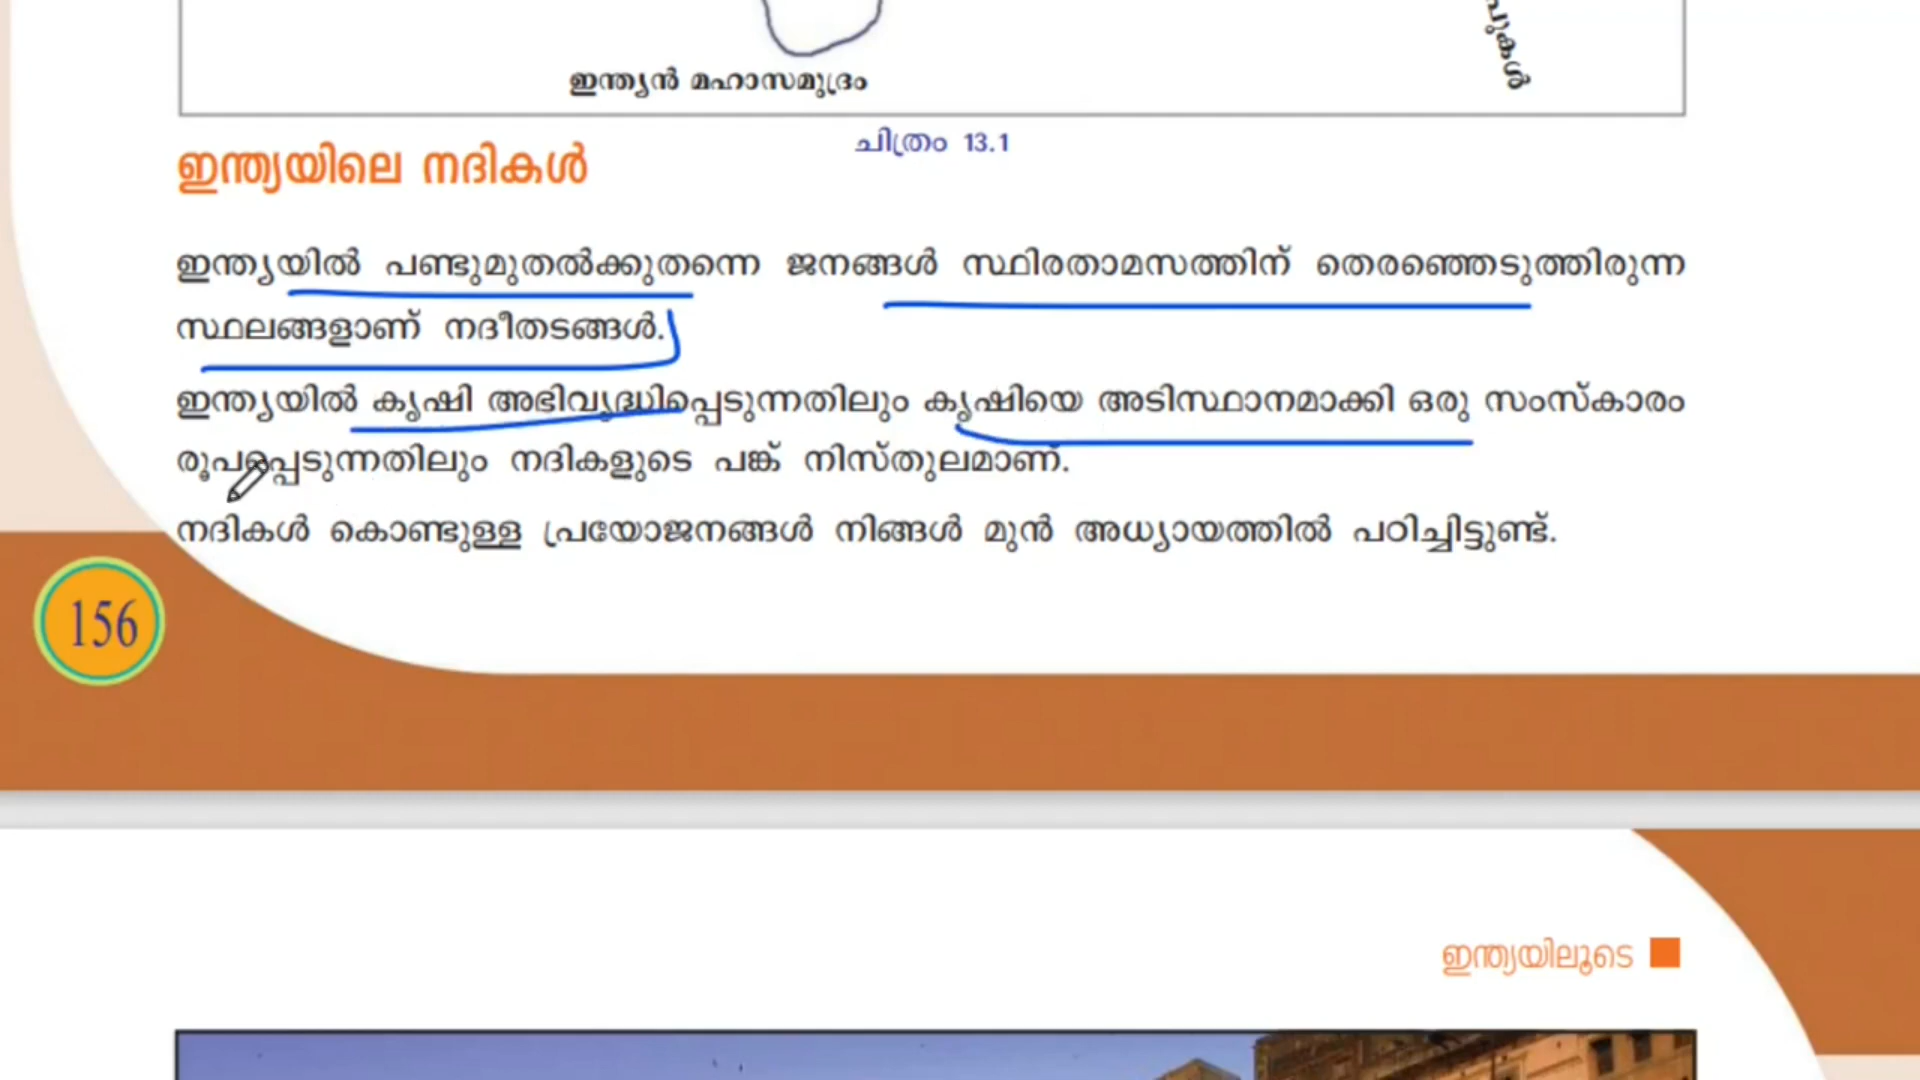 പുകൾ
ഇന്ത്യൻ മഹാസമുദ്രം
ചിത്രം 13.1
ഇന്ത്യയിലെ നദികൾ
ഇന്ത്യയിൽ പണ്ടുമുതൽക്കുതന്നെ ജനങ്ങൾ സ്ഥിരതാമസത്തിന് തെരഞ്ഞെടുത്തിരുന്ന
സ്ഥലങ്ങളാണ് നദീതടങ്ങൾ.
ഇന്ത്യയിൽ കൃഷി അഭിവൃദ്ധിപ്പെടുന്നതിലും കൃഷിയെ അടിസ്ഥാനമാക്കി ഒരു സംസ്കാരം
രൂപപ്പെടുന്നതിലും നദികളുടെ പങ്ക് നിസ്തുലമാണ്.
നദികൾ കൊണ്ടുള്ള പ്രയോജനങ്ങൾ നിങ്ങൾ മുൻ അധ്യായത്തിൽ പഠിച്ചിട്ടുണ്ട്.
156
ഇന്ത്യയിലൂടെ